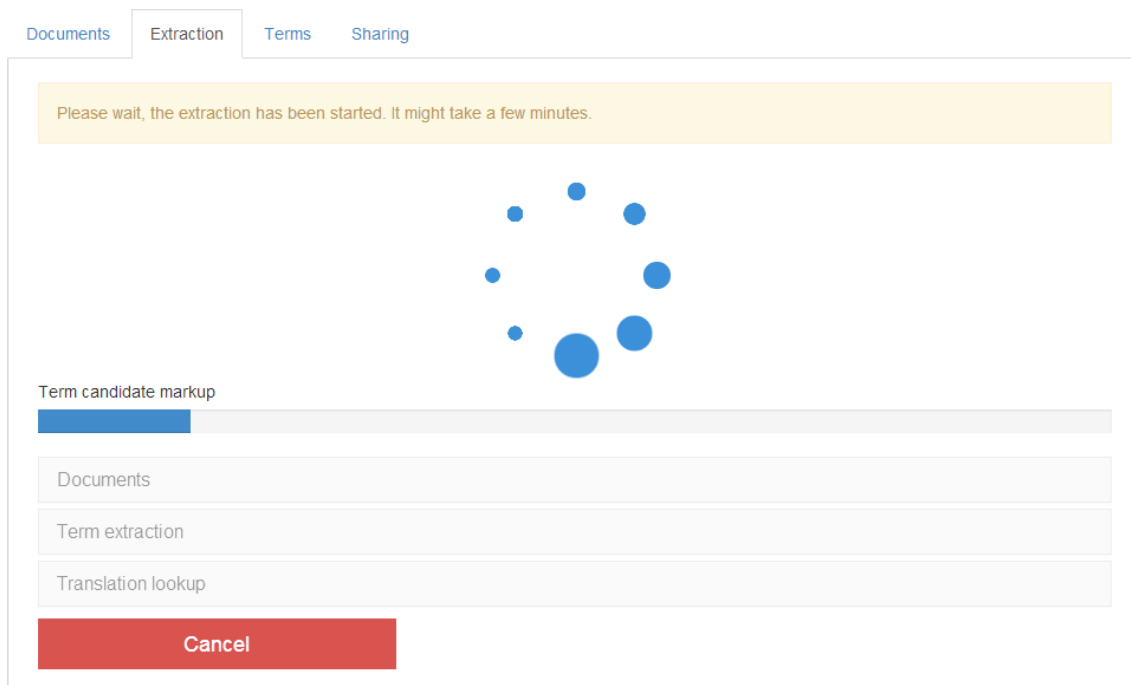 Documents Extraction Terms Sharing
Please wait, the extraction has been started. It might take a few minutes.
Term candidate markup
Documents
Term extraction
Translation lookup
Cancel